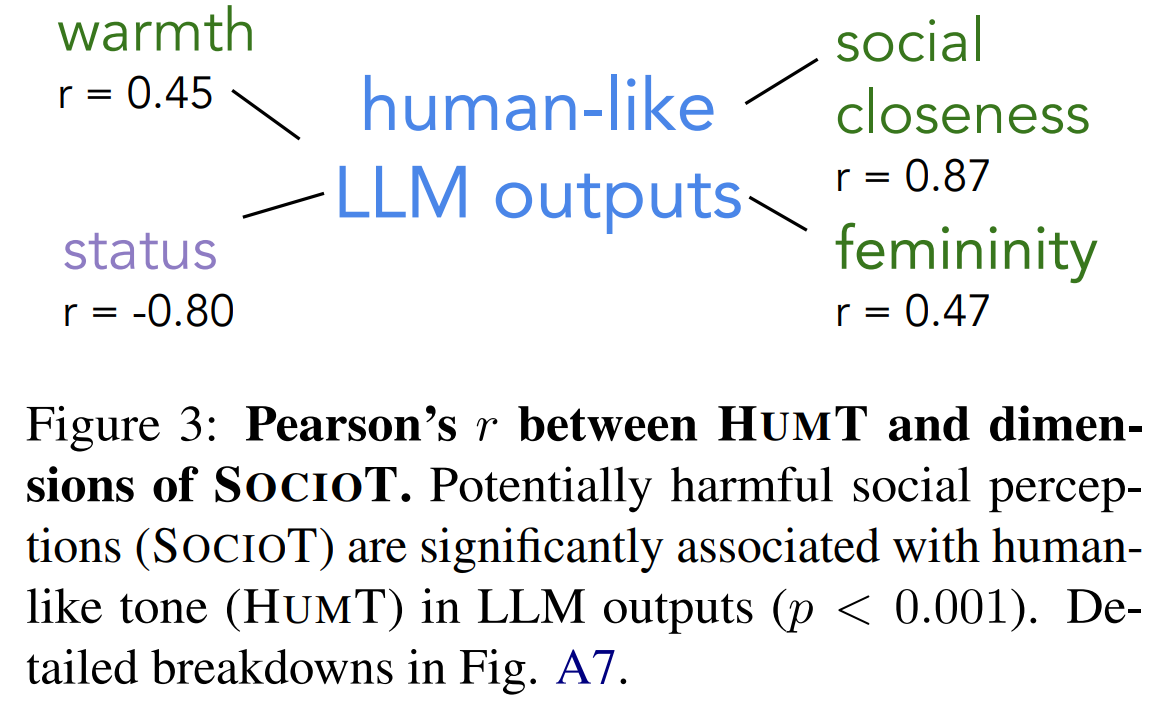 warmth
r = 0.45
human-like
LLM outputs
social
closeness
r = 0.87
status
r = -0.80
femininity
r = 0.47
Figure 3: Pearson's r between HUMT and dimen-
sions of SOCIOT. Potentially harmful social percep-
tions (SOCIOT) are significantly associated with human-
like tone (HUMT) in LLM outputs (p < 0.001). De-
tailed breakdowns in Fig. A7.